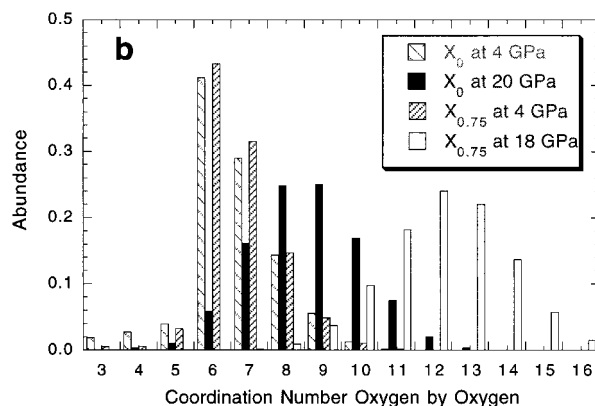 b
X0 at 4 GPa
X0 at 20 GPa
X0.75 at 4 GPa
X0.75 at 18 GPa
Abundance
0.5
0.4
0.3
0.2
0.1
0.0
3 4 5 6 7 8 9 10 11 12 13 14 15 16
Coordination Number Oxygen by Oxygen